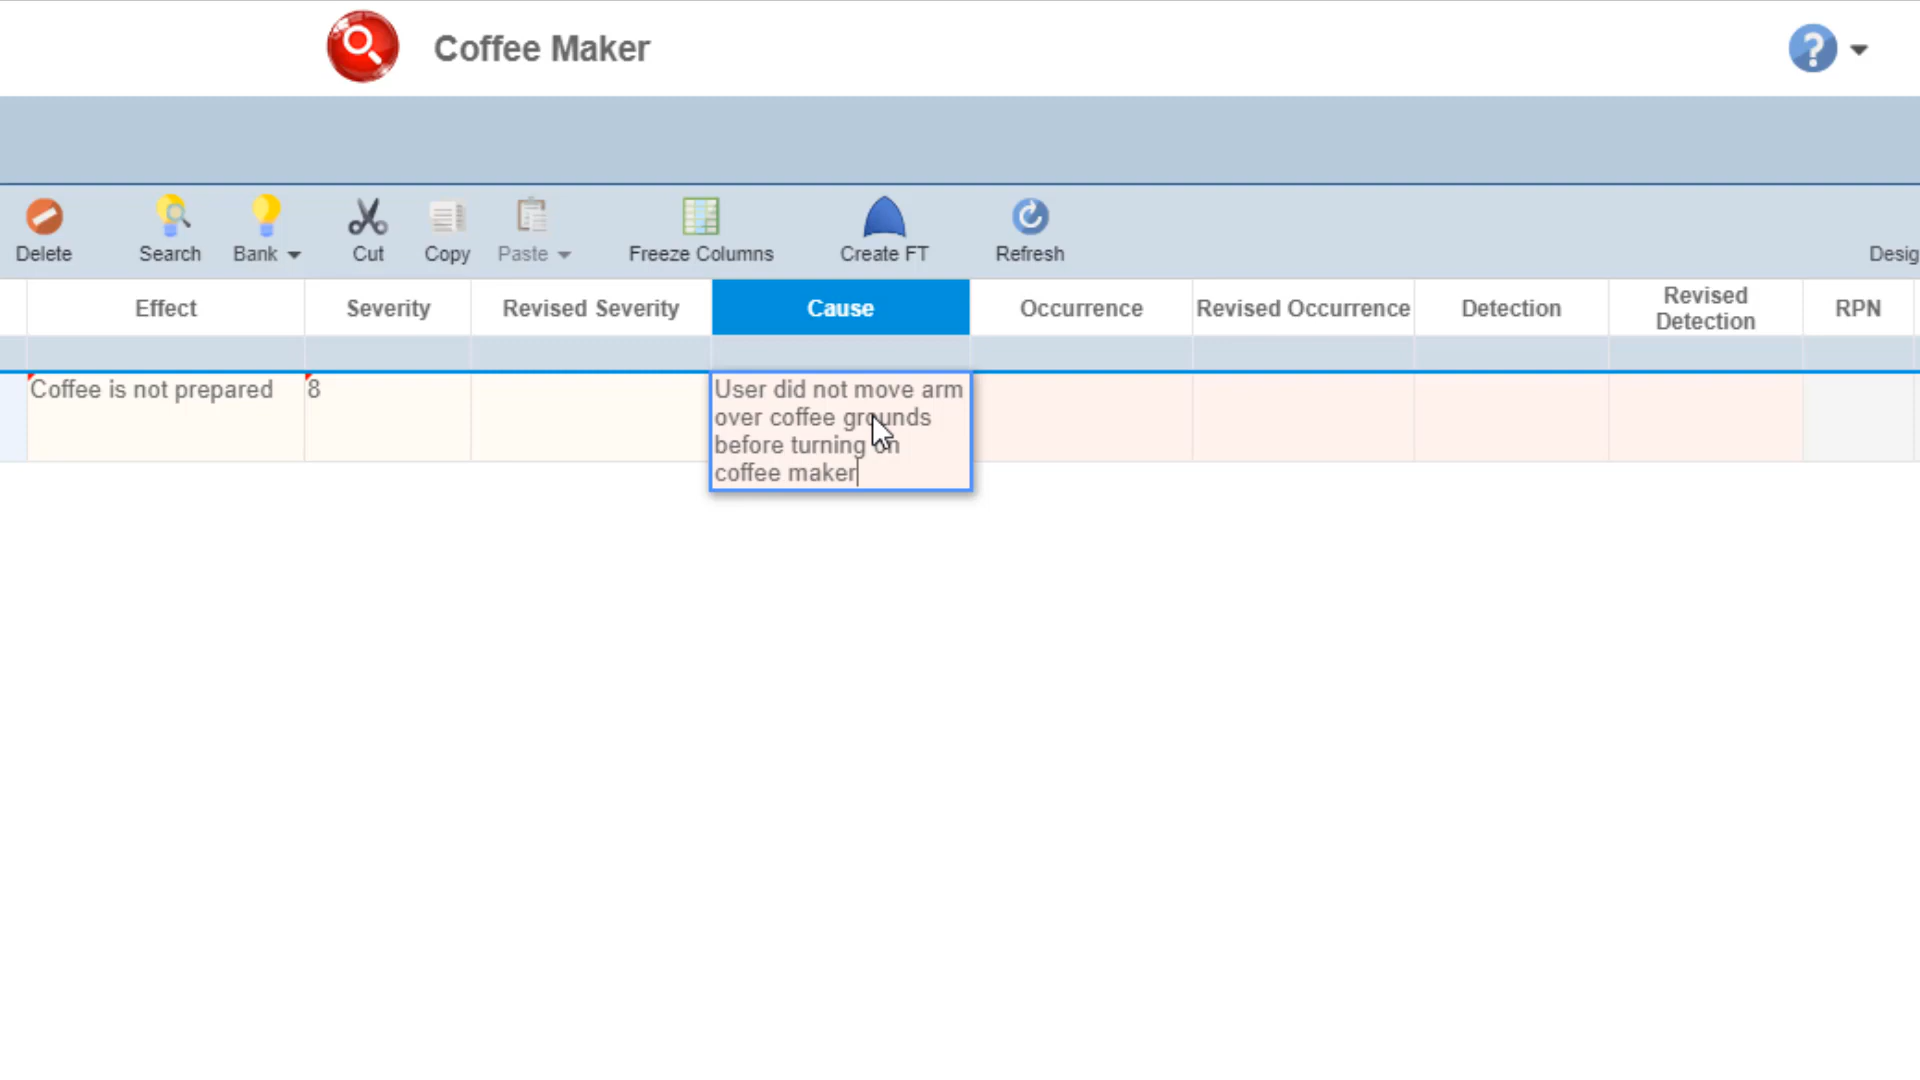 Coffee Maker
?
Delete
Search
Bank
Cut
Copy
Paste
Freeze Columns
Create FT
Refresh
Desig
Effect
Severity
Revised Severity
Cause
Occurrence
Revised Occurrence
Detection
Revised
Detection
RPN
Coffee is not prepared
8
User did not move arm
over coffee grounds
before turning on
coffee maker